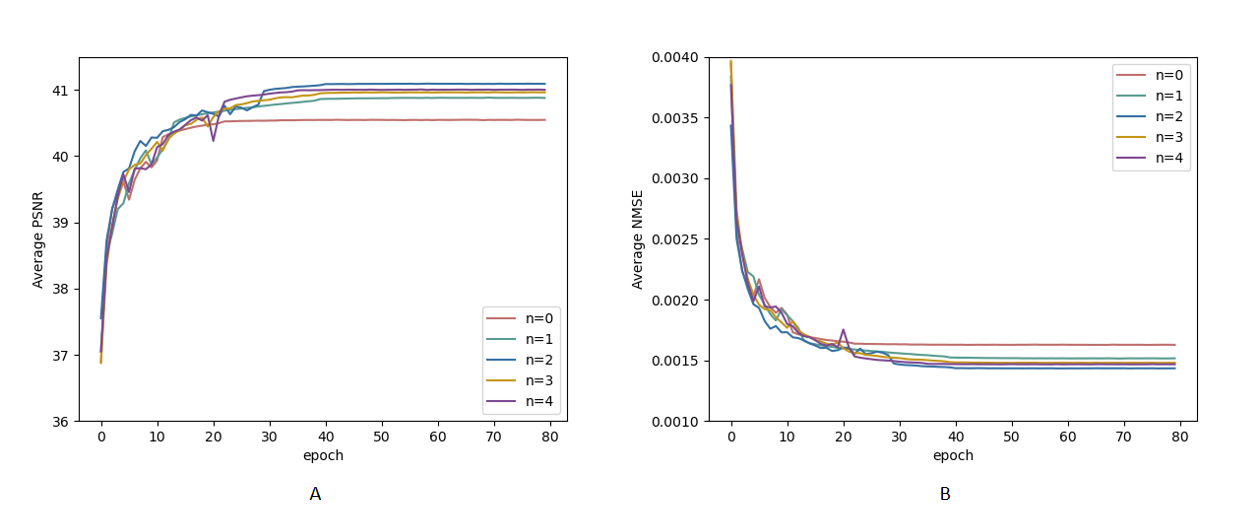 41
40
39
38
37
36
Average PSNR
n=0
n=1
n=2
n=3
n=4
0 10 20 30 40 50 60 70 80
epoch
A
0.0040
0.0035
0.0030
0.0025
0.0020
0.0015
0.0010
Average NMSE
n=0
n=1
n=2
n=3
n=4
0 10 20 30 40 50 60 70 80
epoch
B